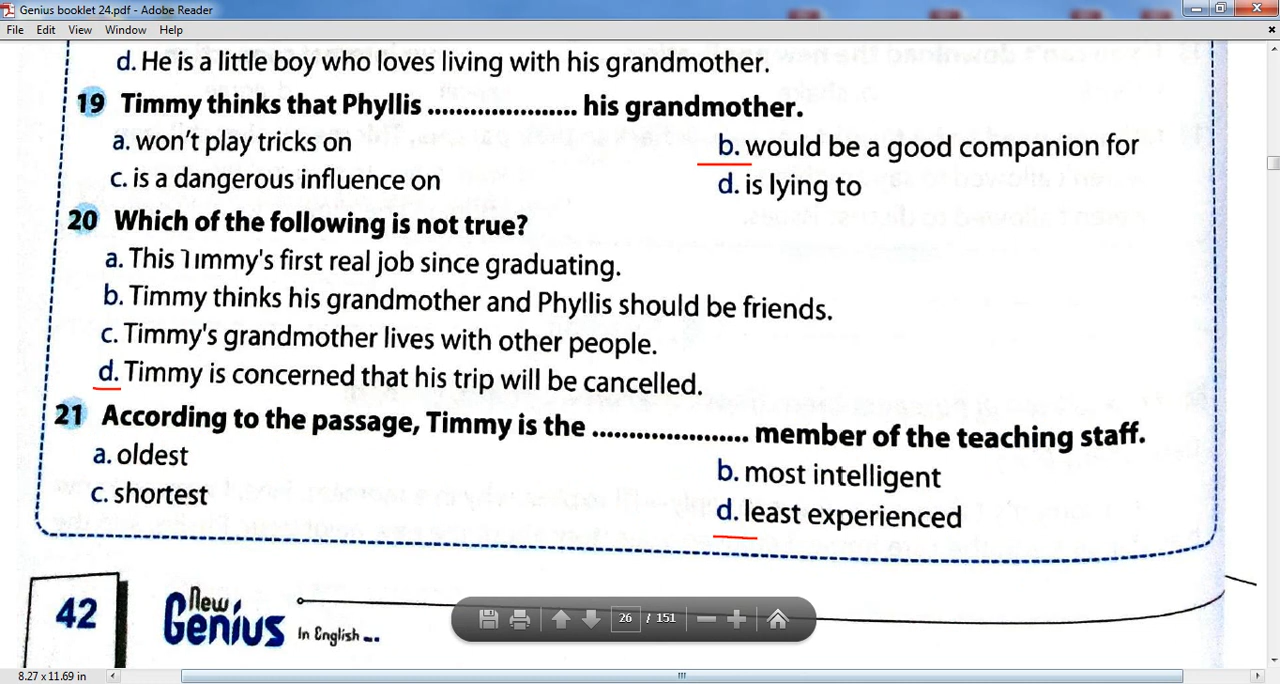 Genius booklet 24.pdf - Adobe Reader
File Edit View Window Help
d. He is a little boy who loves living with his grandmother.
19 Timmy thinks that Phyllis ..................... his grandmother.
a. won't play tricks on
b. would be a good companion for
c. is a dangerous influence on
d. is lying to
20 Which of the following is not true?
a. This Timmy's first real job since graduating.
b. Timmy thinks his grandmother and Phyllis should be friends.
c. Timmy's grandmother lives with other people.
d. Timmy is concerned that his trip will be cancelled.
21 According to the passage, Timmy is the ...................... member of the teaching staff.
a. oldest
b. most intelligent
c. shortest
d. least experienced
42
New Genius In English...
26 / 151
8.27 x 11.69 in